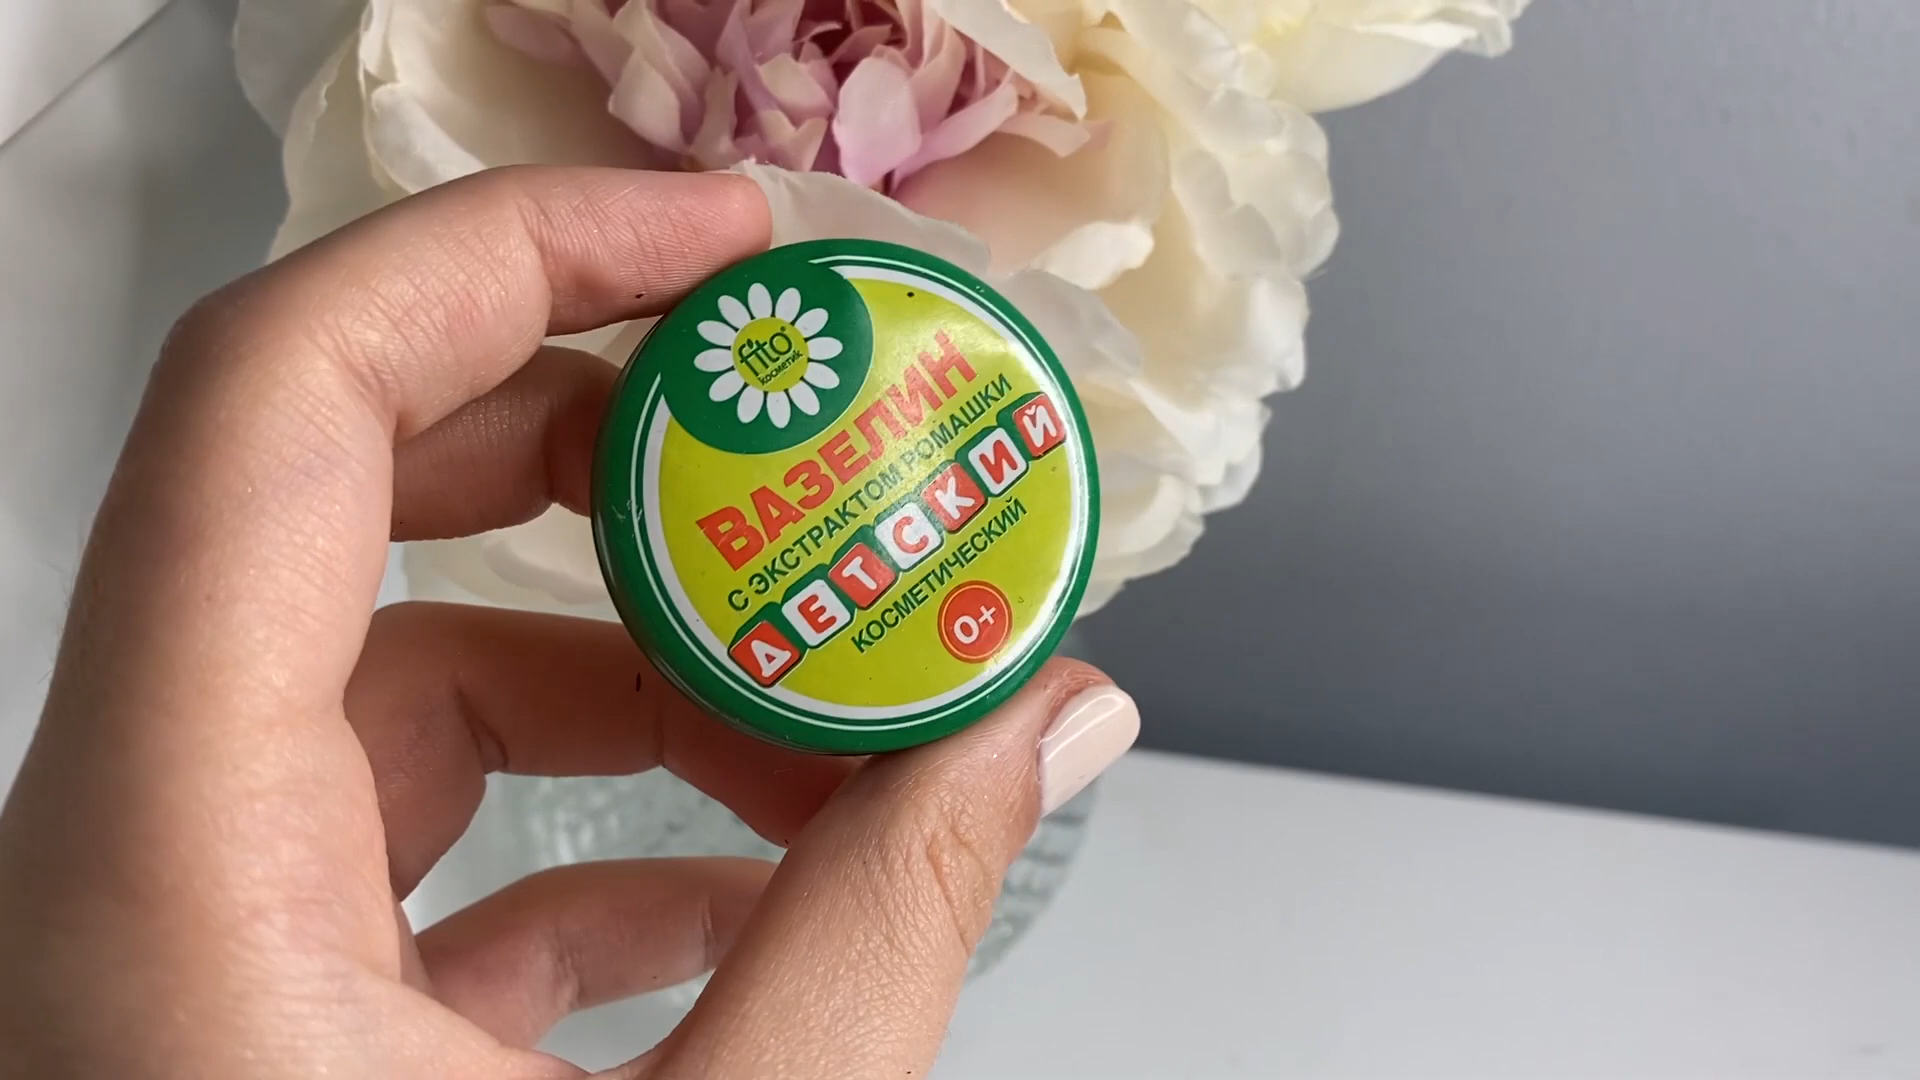 fito®
косметик
ВАЗЕЛИН
С ЭКСТРАКТОМ РОМАШКИ
ДЕТСКИЙ
КОСМЕТИЧЕСКИЙ
0+